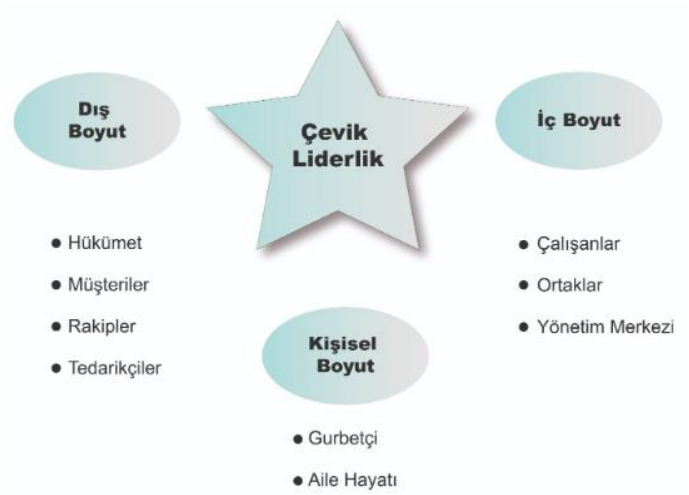 Çevik
Liderlik
Dış
Boyut
● Hükümet
● Müşteriler
● Rakipler
● Tedarikçiler
İç Boyut
● Çalışanlar
● Ortaklar
● Yönetim Merkezi
Kişisel
Boyut
● Gurbetçi
● Aile Hayatı